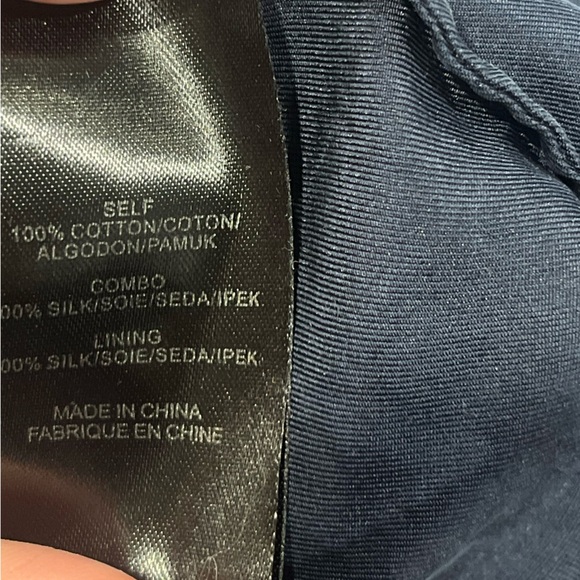 SELF
100% COTTON/COTON/
ALGODON/PAMUK
COMBO
00% SILK/SOIE/SEDA/IPEK
LINING
00% SILK/SOIE/SEDA/IPEK
MADE IN CHINA
FABRIQUE EN CHINE